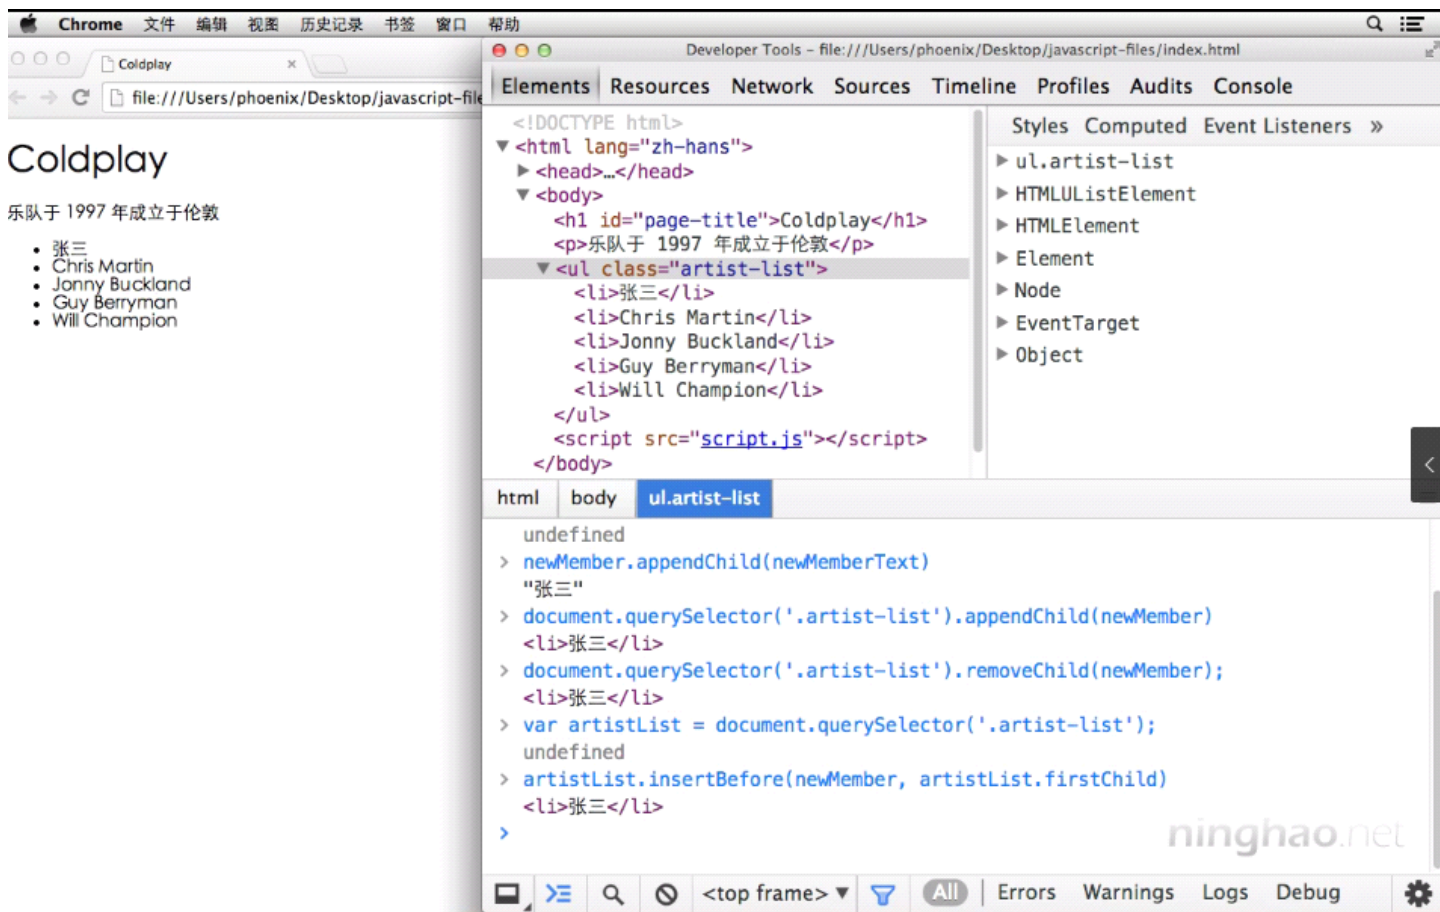 Chrome 文件 编辑 视图 历史记录 书签 窗口 帮助
Coldplay ×
Developer Tools - file:///Users/phoenix/Desktop/javascript-files/index.html
file:///Users/phoenix/Desktop/javascript-file
Elements Resources Network Sources Timeline Profiles Audits Console
Coldplay
乐队于 1997 年成立于伦敦
张三
Chris Martin
Jonny Buckland
Guy Berryman
Will Champion
<!DOCTYPE html>
<html lang="zh-hans">
<head>…</head>
<body>
<h1 id="page-title">Coldplay</h1>
<p>乐队于 1997 年成立于伦敦</p>
<ul class="artist-list">
<li>张三</li>
<li>Chris Martin</li>
<li>Jonny Buckland</li>
<li>Guy Berryman</li>
<li>Will Champion</li>
</ul>
<script src="script.js"></script>
</body>
Styles Computed Event Listeners »
ul.artist-list
HTMLUListElement
HTMLElement
Element
Node
EventTarget
Object
html body ul.artist-list
undefined
> newMember.appendChild(newMemberText)
"张三"
> document.querySelector('.artist-list').appendChild(newMember)
<li>张三</li>
> document.querySelector('.artist-list').removeChild(newMember);
<li>张三</li>
> var artistList = document.querySelector('.artist-list');
undefined
> artistList.insertBefore(newMember, artistList.firstChild)
<li>张三</li>
>
ninghao.net
<top frame> ▼ All Errors Warnings Logs Debug